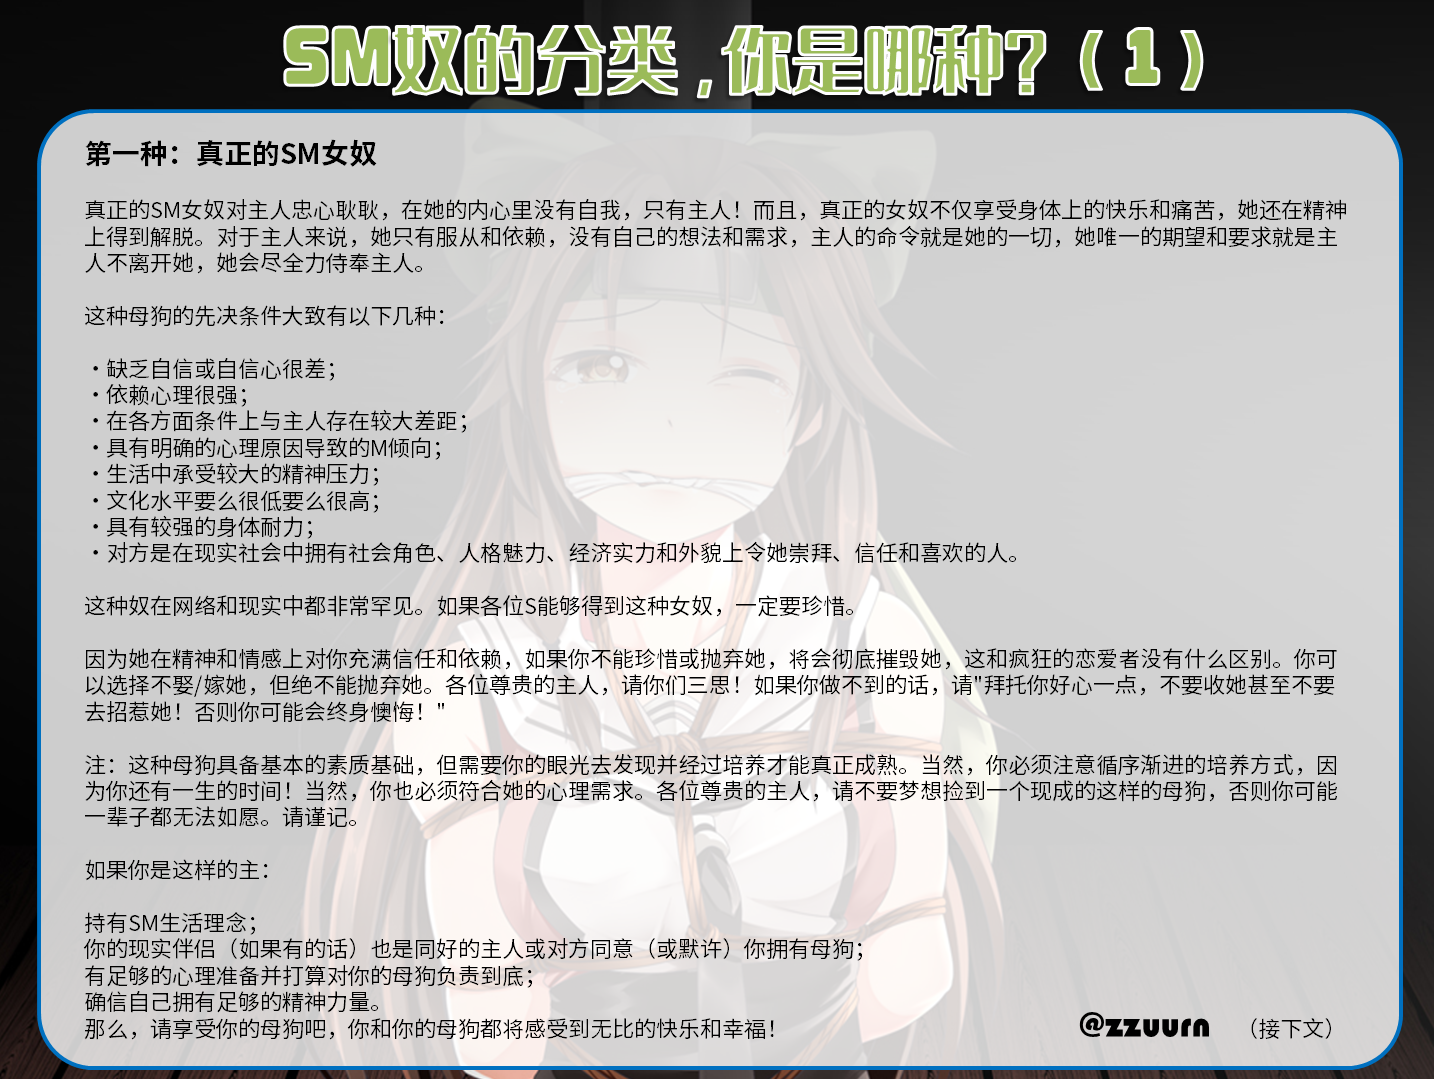 SM奴的分类,你是哪种?(1)
第一种：真正的SM女奴
真正的SM女奴对主人忠心耿耿，在她的内心里没有自我，只有主人！而且，真正的女奴不仅享受身体上的快乐和痛苦，她还在精神
上得到解脱。对于主人来说，她只有服从和依赖，没有自己的想法和需求，主人的命令就是她的一切，她唯一的期望和要求就是主
人不离开她，她会尽全力侍奉主人。
这种母狗的先决条件大致有以下几种：
・缺乏自信或自信心很差；
・依赖心理很强；
・在各方面条件上与主人存在较大差距；
・具有明确的心理原因导致的M倾向；
・生活中承受较大的精神压力；
・文化水平要么很低要么很高；
・具有较强的身体耐力；
・对方是在现实社会中拥有社会角色、人格魅力、经济实力和外貌上令她崇拜、信任和喜欢的人。
这种奴在网络和现实中都非常罕见。如果各位S能够得到这种女奴，一定要珍惜。
因为她在精神和情感上对你充满信任和依赖，如果你不能珍惜或抛弃她，将会彻底摧毁她，这和疯狂的恋爱者没有什么区别。你可
以选择不娶/嫁她，但绝不能抛弃她。各位尊贵的主人，请你们三思！如果你做不到的话，请"拜托你好心一点，不要收她甚至不要
去招惹她！否则你可能会终身懊悔！"
注：这种母狗具备基本的素质基础，但需要你的眼光去发现并经过培养才能真正成熟。当然，你必须注意循序渐进的培养方式，因
为你还有一生的时间！当然，你也必须符合她的心理需求。各位尊贵的主人，请不要梦想捡到一个现成的这样的母狗，否则你可能
一辈子都无法如愿。请谨记。
如果你是这样的主：
持有SM生活理念；
你的现实伴侣（如果有的话）也是同好的主人或对方同意（或默许）你拥有母狗；
有足够的心理准备并打算对你的母狗负责到底；
确信自己拥有足够的精神力量。
那么，请享受你的母狗吧，你和你的母狗都将感受到无比的快乐和幸福！
@zzuurn （接下文）